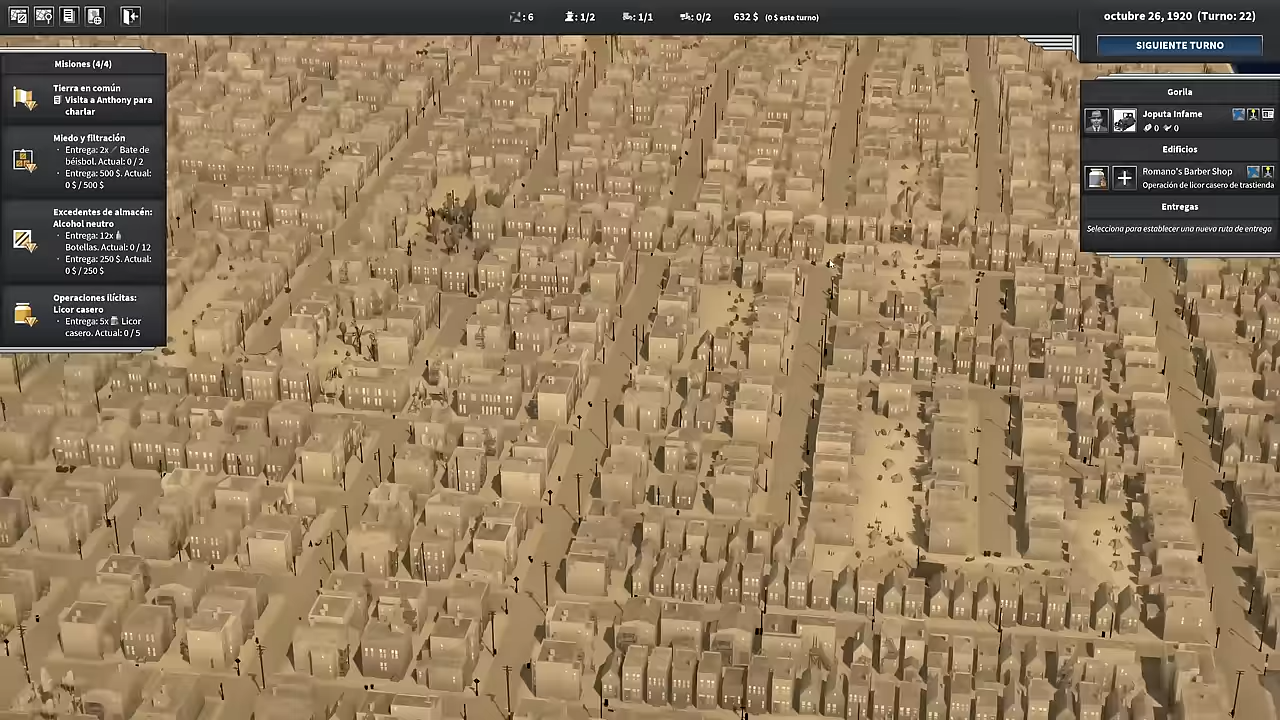 : 6
: 1/2
: 1/1
: 0/2
632 $ (0 $ este turno)
octubre 26, 1920 (Turno: 22)
SIGUIENTE TURNO
Misiones (4/4)
Tierra en común
Visita a Anthony para
charlar
Miedo y filtración
· Entrega: 2x Bate de
béisbol. Actual: 0 / 2
· Entrega: 500 $. Actual:
0 $ / 500 $
Excedentes de almacén:
Alcohol neutro
· Entrega: 12x
Botellas. Actual: 0 / 12
· Entrega: 250 $. Actual:
0 $ / 250 $
Operaciones ilícitas:
Licor casero
· Entrega: 5x Licor
casero. Actual: 0 / 5
Gorila
Joputa Infame
0 0
Edificios
Romano's Barber Shop
Operación de licor casero de trastienda
Entregas
Selecciona para establecer una nueva ruta de entrega